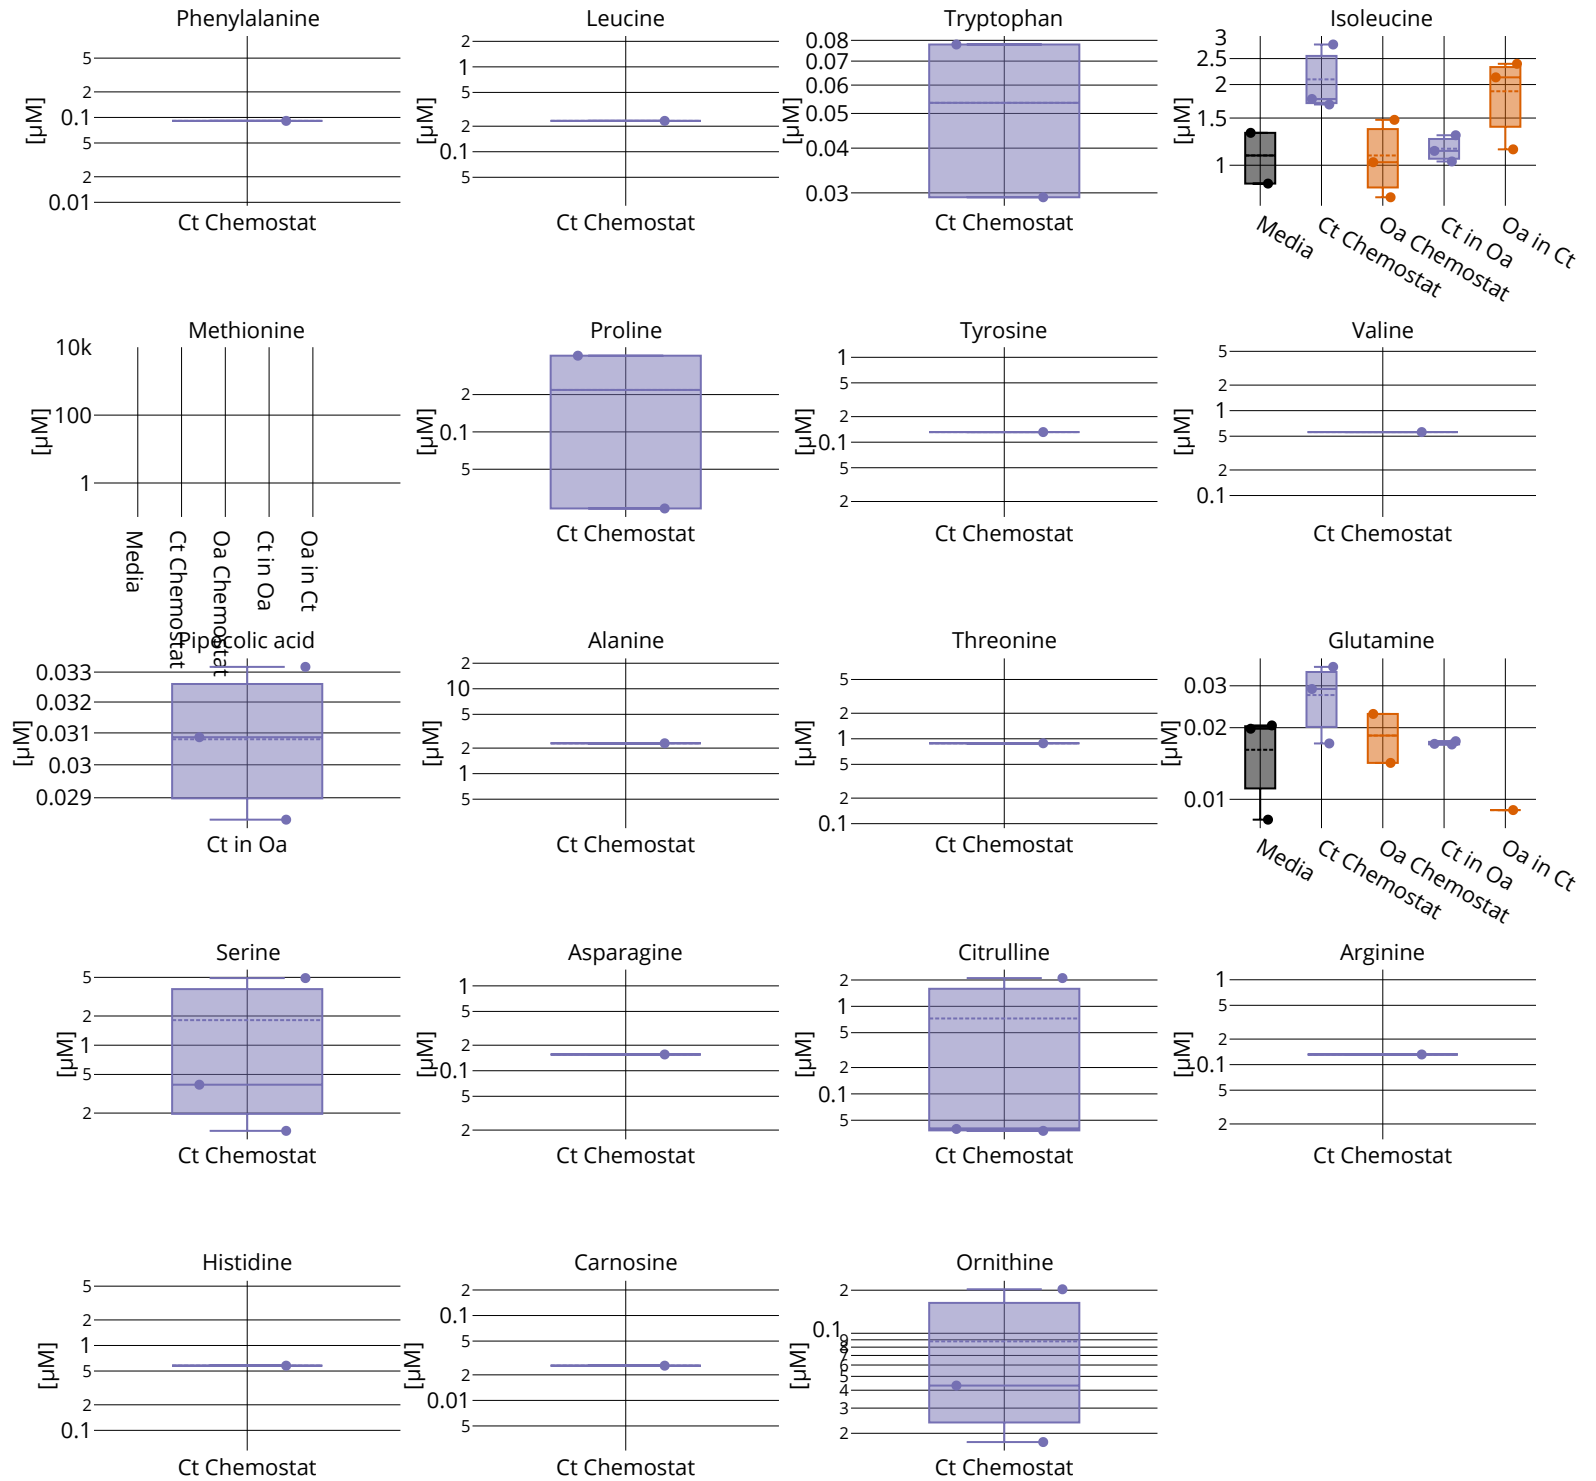 Phenylalanine
[µM]
5
2
0.1
5
2
0.01
Ct Chemostat
Leucine
[µM]
2
1
5
2
0.1
5
Ct Chemostat
Tryptophan
[µM]
0.08
0.07
0.06
0.05
0.04
0.03
Ct Chemostat
Isoleucine
[µM]
3
2.5
2
1.5
1
Media
Ct Chemostat
Oa Chemostat
Ct in Oa
Oa in Ct
Methionine
[µM]
10k
100
1
Media
Ct Chemostat
Oa Chemostat
Ct in Oa
Oa in Ct
Proline
[µM]
2
0.1
5
Ct Chemostat
Tyrosine
[µM]
1
5
2
0.1
5
2
Ct Chemostat
Valine
[µM]
5
2
1
5
2
0.1
Ct Chemostat
Pipecolic acid
[µM]
0.033
0.032
0.031
0.03
0.029
Ct in Oa
Alanine
[µM]
2
10
5
2
1
5
Ct Chemostat
Threonine
[µM]
5
2
1
5
2
0.1
Ct Chemostat
Glutamine
[µM]
0.03
0.02
0.01
Media
Ct Chemostat
Oa Chemostat
Ct in Oa
Oa in Ct
Serine
[µM]
5
2
1
5
2
Ct Chemostat
Asparagine
[µM]
1
5
2
0.1
5
2
Ct Chemostat
Citrulline
[µM]
2
1
5
2
0.1
5
Ct Chemostat
Arginine
[µM]
1
5
2
0.1
5
2
Ct Chemostat
Histidine
[µM]
5
2
1
5
2
0.1
Ct Chemostat
Carnosine
[µM]
2
0.1
5
2
0.01
5
Ct Chemostat
Ornithine
[µM]
2
0.1
9
8
7
6
5
4
3
2
Ct Chemostat